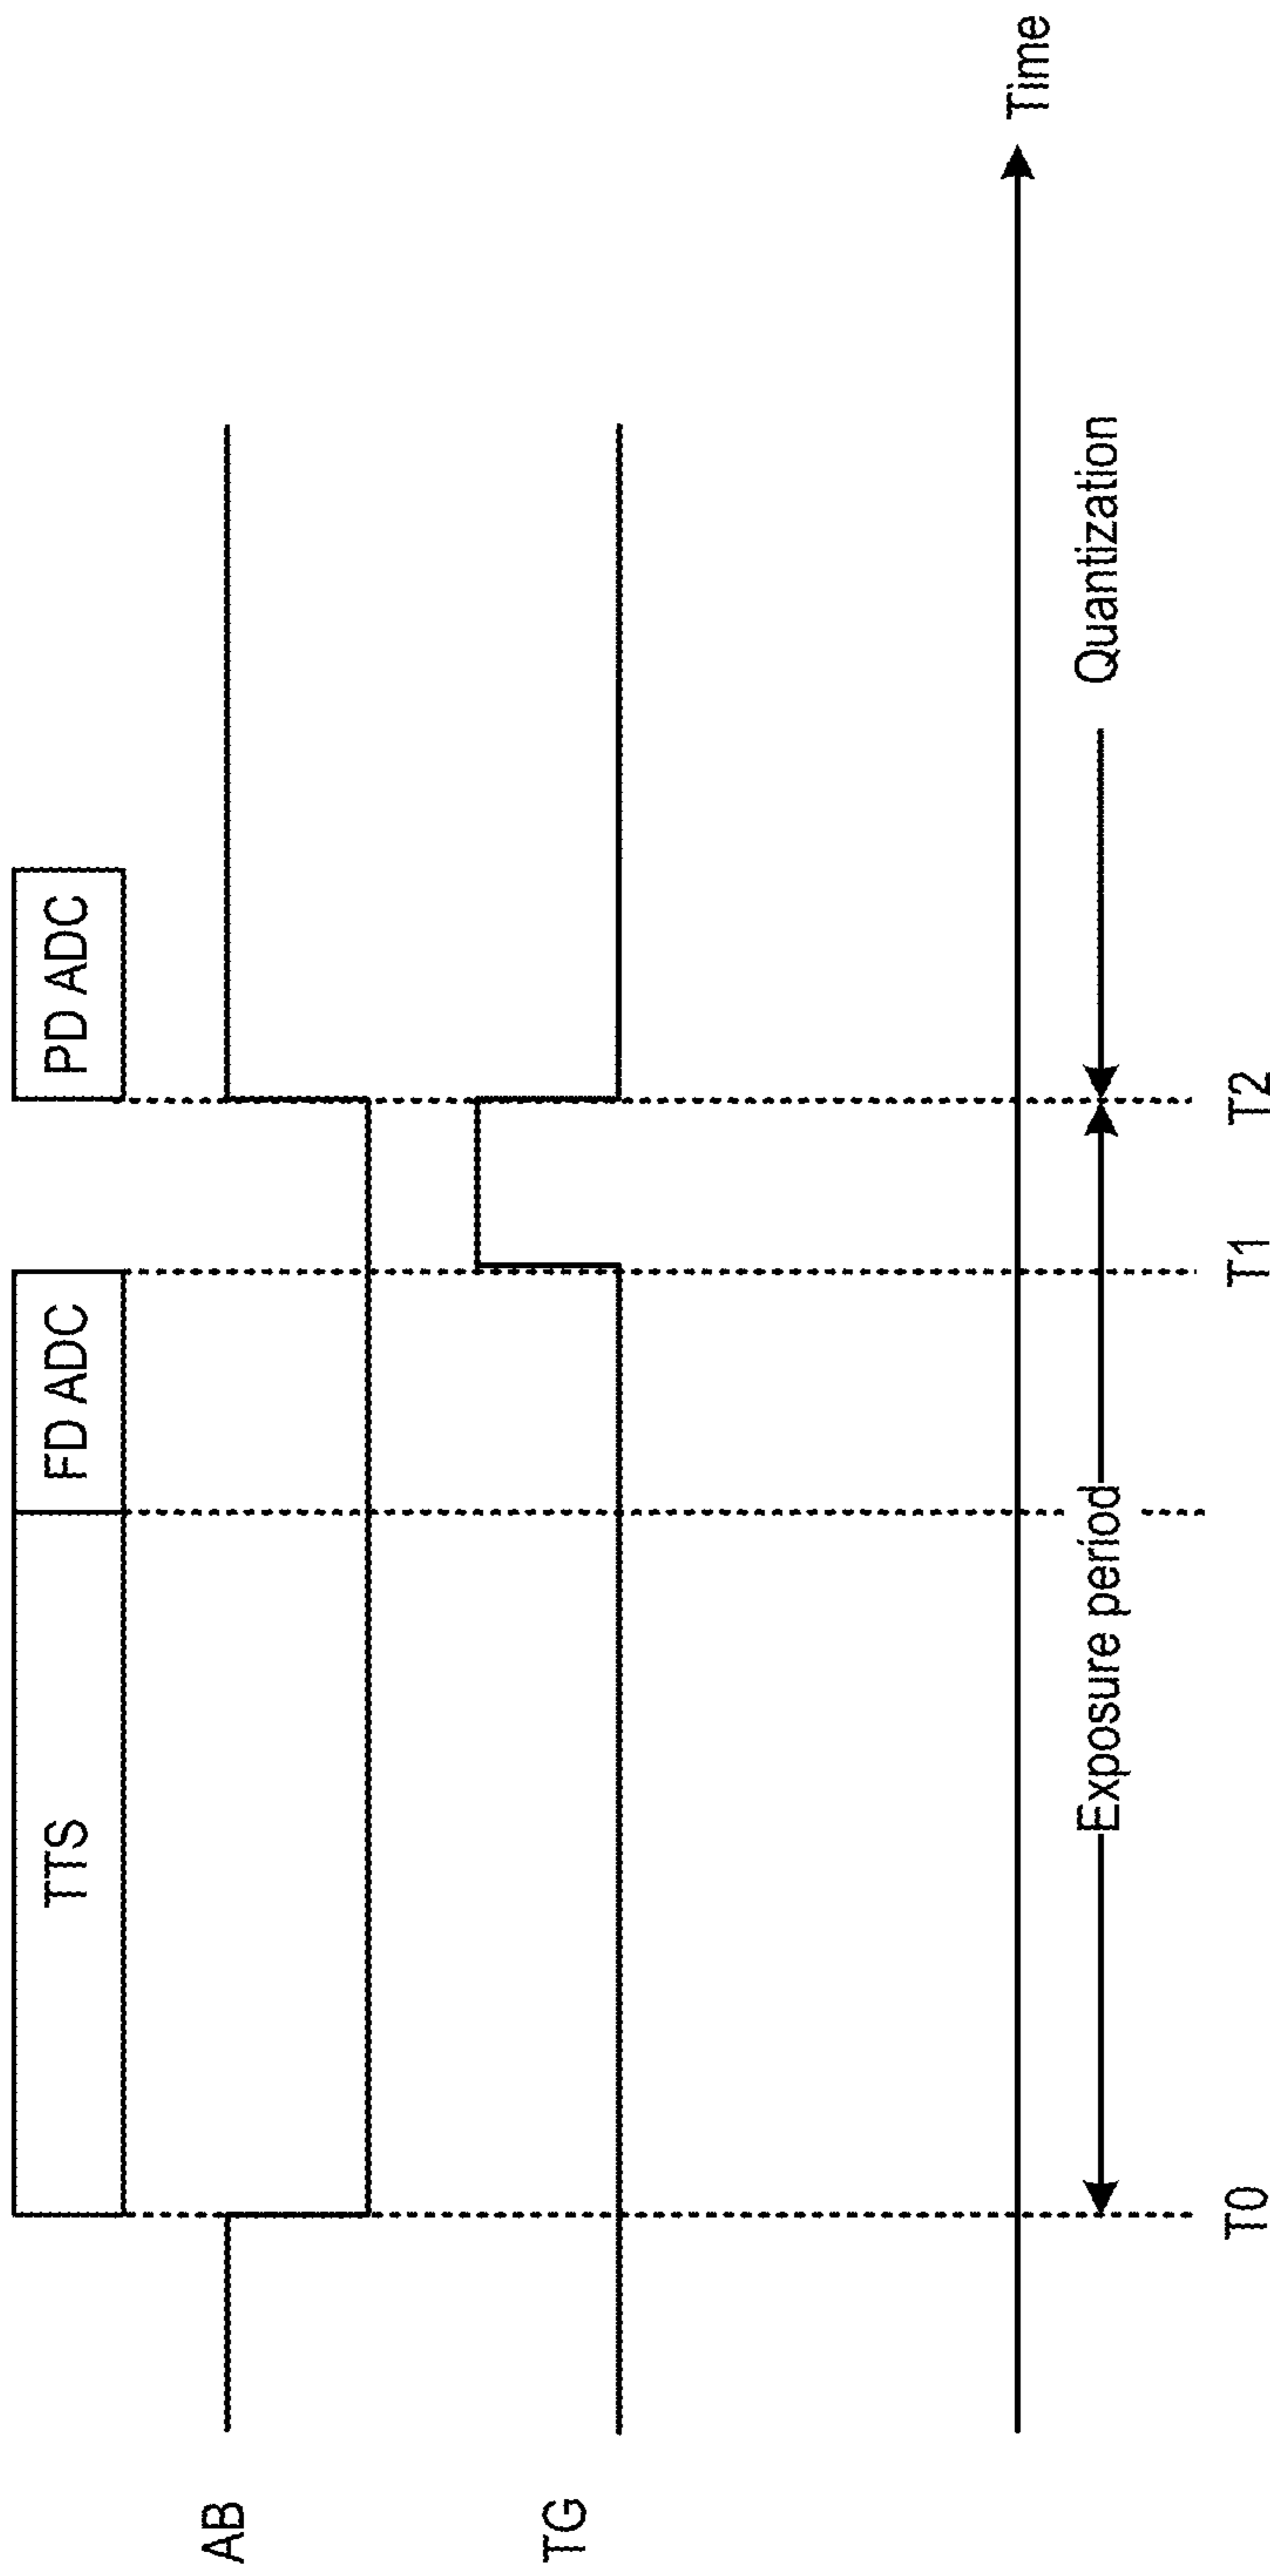 TTS
FD ADC
PD ADC
AB
TG
Time
Exposure period
Quantization
T0
T1
T2